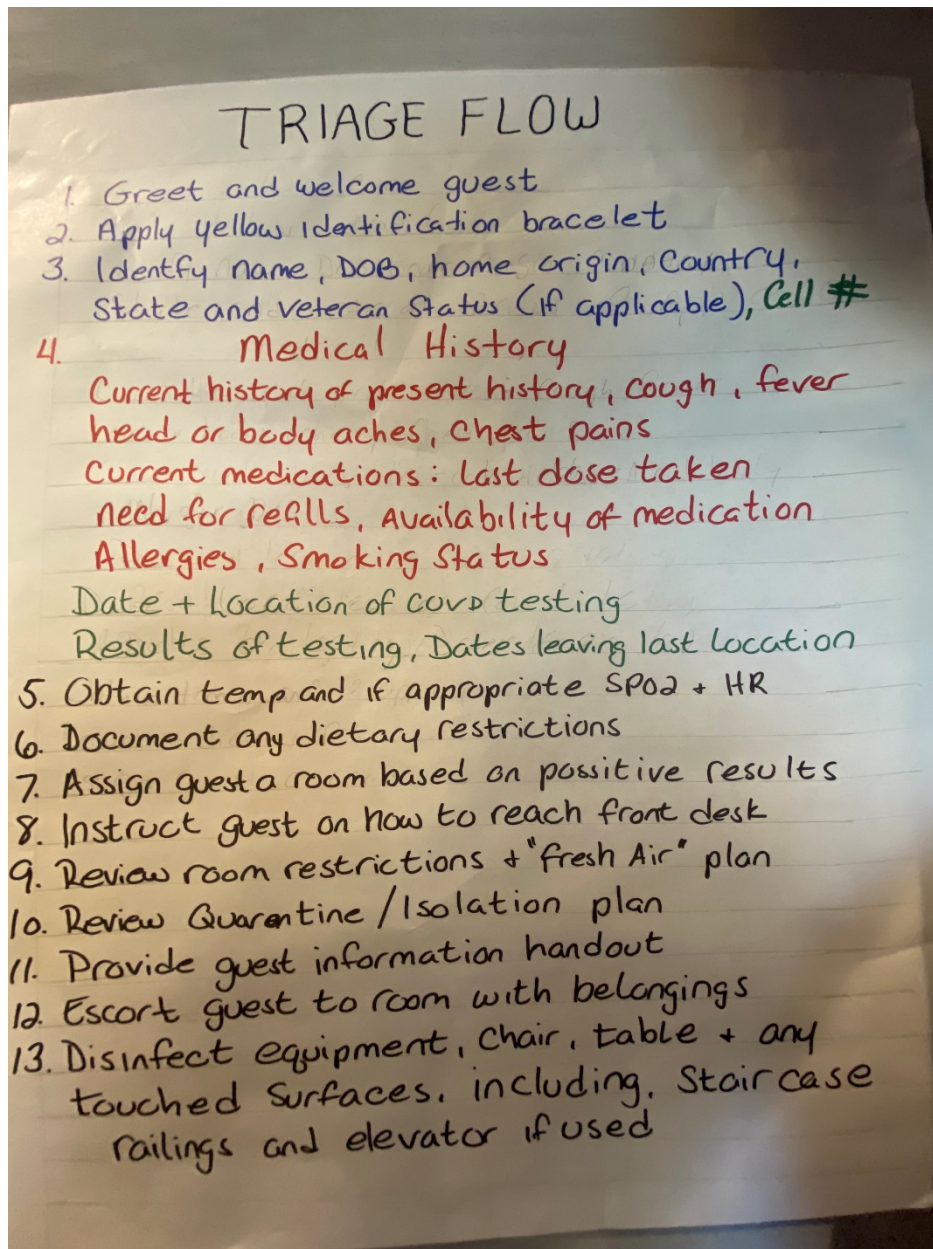 TRIAGE FLOW
1. Greet and welcome guest
2. Apply yellow identification bracelet
3. Identfy name, DOB, home origin, Country,
State and veteran Status (if applicable), Cell #
4. Medical History
Current history of present history, cough, fever
head or body aches, chest pains
Current medications: last dose taken
need for refills, Availability of medication
Allergies, Smoking Status
Date + Location of COVD testing
Results of testing, Dates leaving last location
5. Obtain temp and if appropriate SPO2 + HR
6. Document any dietary restrictions
7. Assign guest a room based on possitive results
8. Instruct guest on how to reach front desk
9. Review room restrictions + "fresh Air" plan
10. Review Quarentine / Isolation plan
11. Provide guest information handout
12. Escort guest to room with belongings
13. Disinfect equipment, Chair, table + any
touched Surfaces, including, Staircase
railings and elevator if used